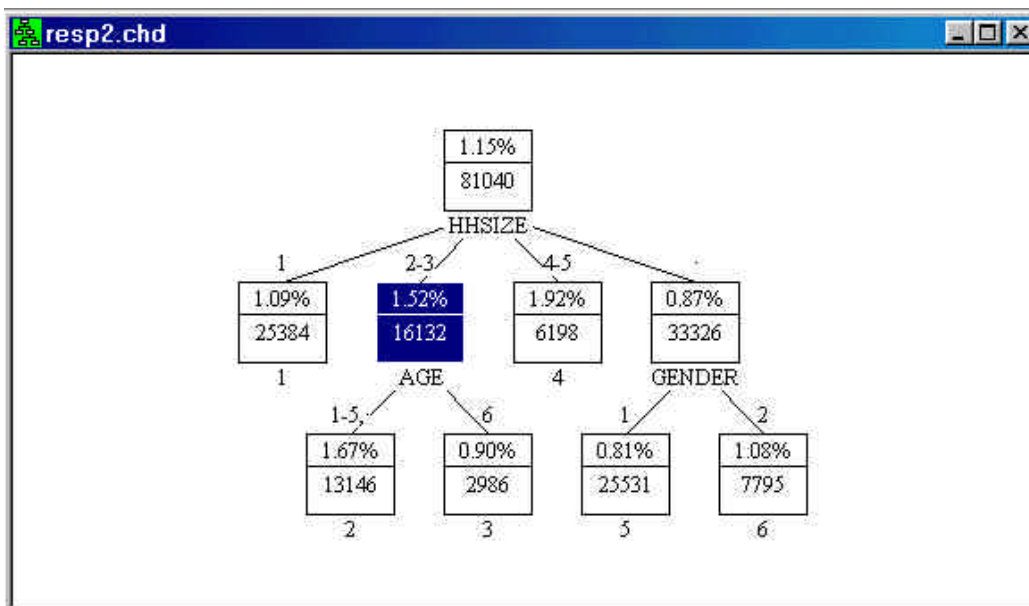 resp2.chd
1.15%
81040
HHSIZE
1 2-3 4-5 .
1.09% 1.52% 1.92% 0.87%
25384 16132 6198 33326
1 AGE 4 GENDER
1-5,. 6 1 2
1.67% 0.90% 0.81% 1.08%
13146 2986 25531 7795
2 3 5 6